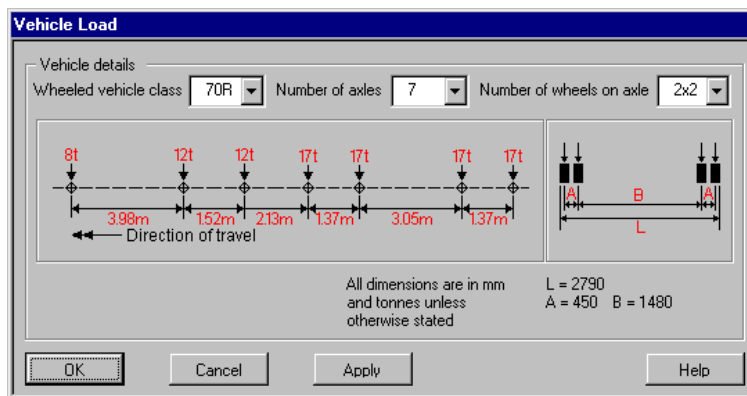 Vehicle Load
Vehicle details
Wheeled vehicle class 70R Number of axles 7 Number of wheels on axle 2x2
8t 12t 12t 17t 17t 17t 17t
3.98m 1.52m 2.13m 1.37m 3.05m 1.37m
Direction of travel
A B A
L
All dimensions are in mm
and tonnes unless
otherwise stated
L = 2790
A = 450 B = 1480
OK Cancel Apply Help